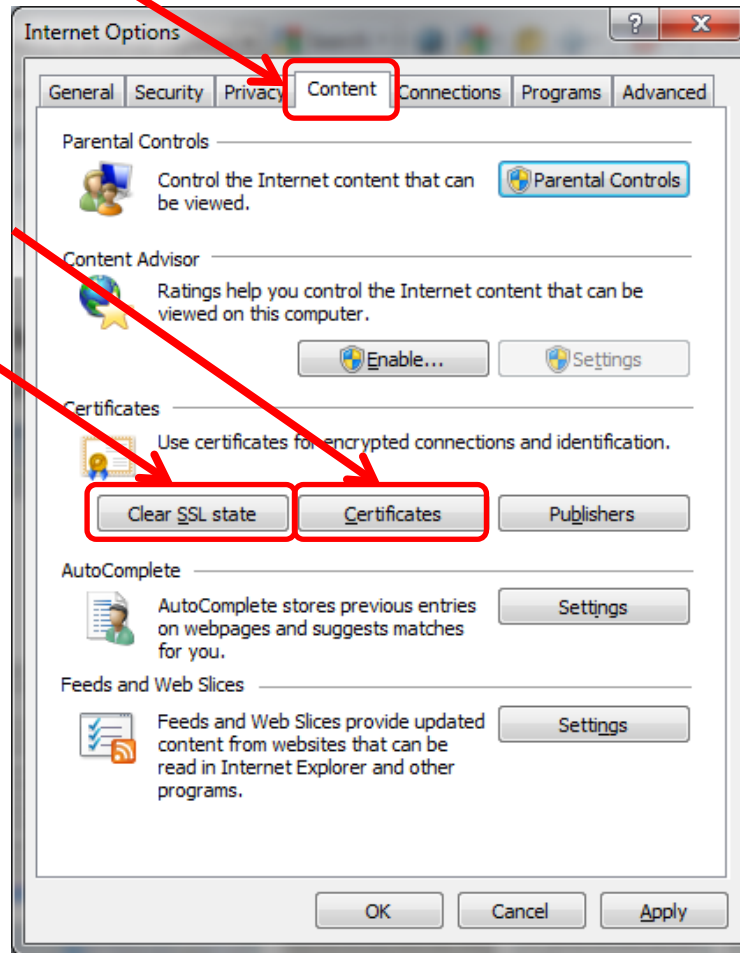 Internet Options
General Security Privacy Content Connections Programs Advanced
Parental Controls
Control the Internet content that can
be viewed.
Parental Controls
Content Advisor
Ratings help you control the Internet content that can be
viewed on this computer.
Enable... Settings
Certificates
Use certificates for encrypted connections and identification.
Clear SSL state Certificates Publishers
AutoComplete
AutoComplete stores previous entries
on webpages and suggests matches
for you.
Settings
Feeds and Web Slices
Feeds and Web Slices provide updated
content from websites that can be
read in Internet Explorer and other
programs.
Settings
OK Cancel Apply